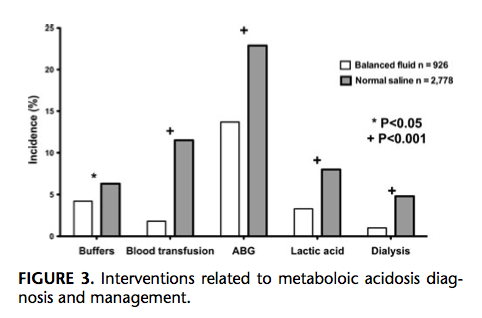 25
20
15
10
5
0
Incidence (%)
+
Balanced fluid n = 926
Normal saline n = 2,778
* P<0.05
+ P<0.001
*
+
+
+
Buffers Blood transfusion ABG Lactic acid Dialysis
FIGURE 3. Interventions related to metaboloic acidosis diag-
nosis and management.